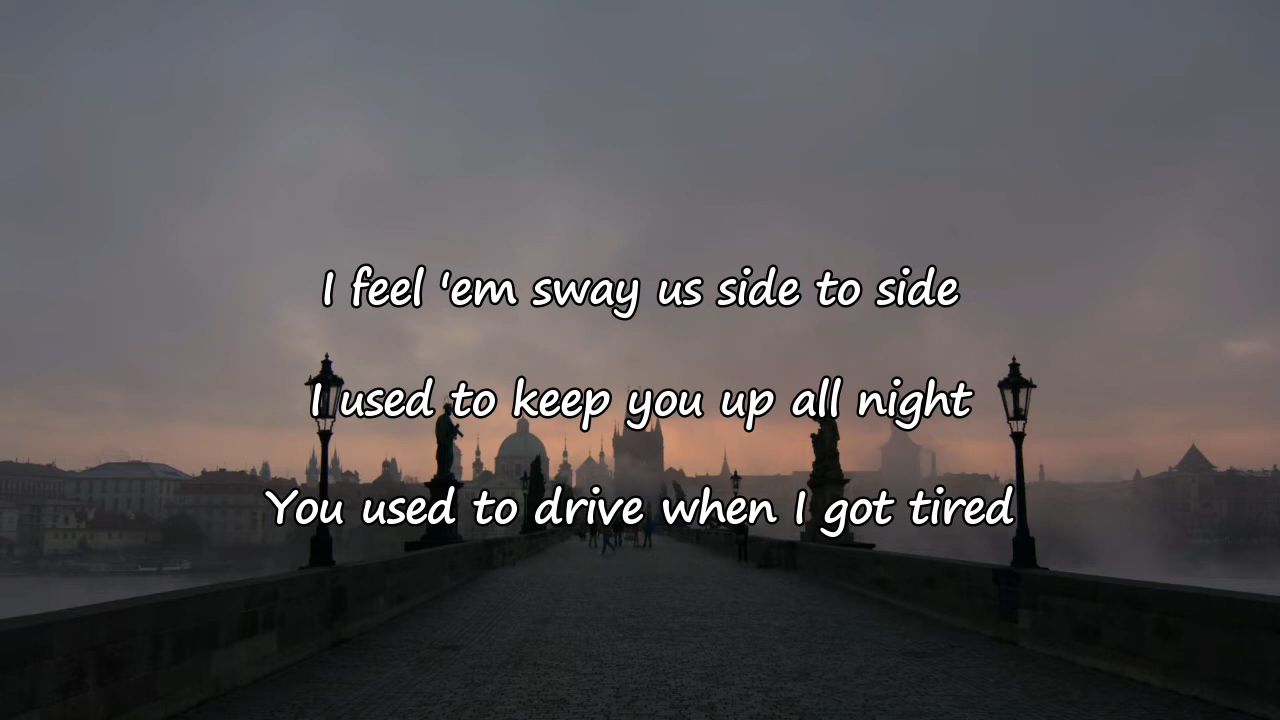 I feel 'em sway us side to side
I used to keep you up all night
You used to drive when I got tired